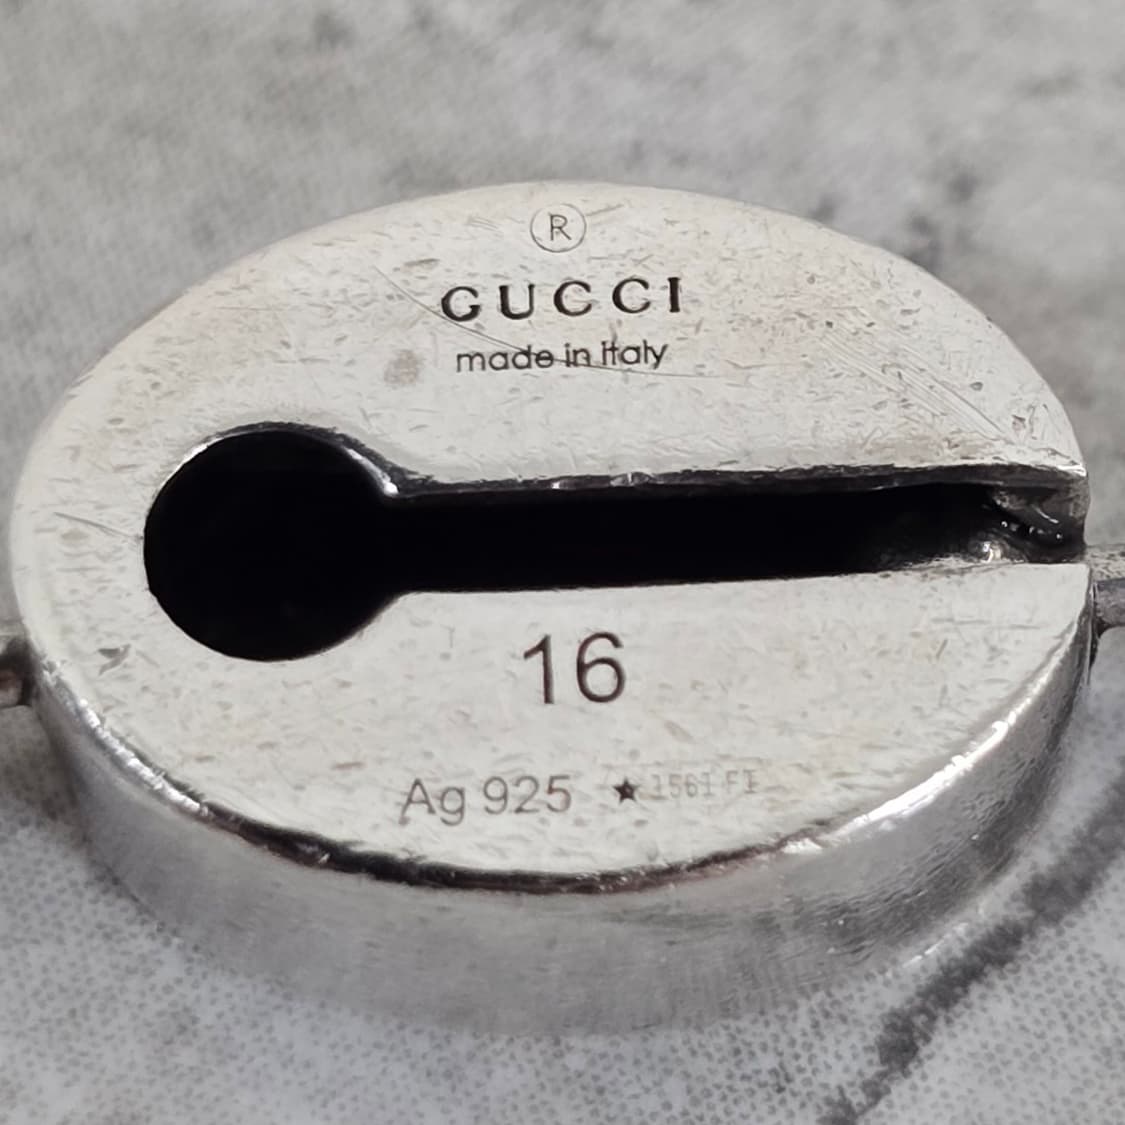 ®
GUCCI
made in italy
16
Ag 925 ★1561 FI